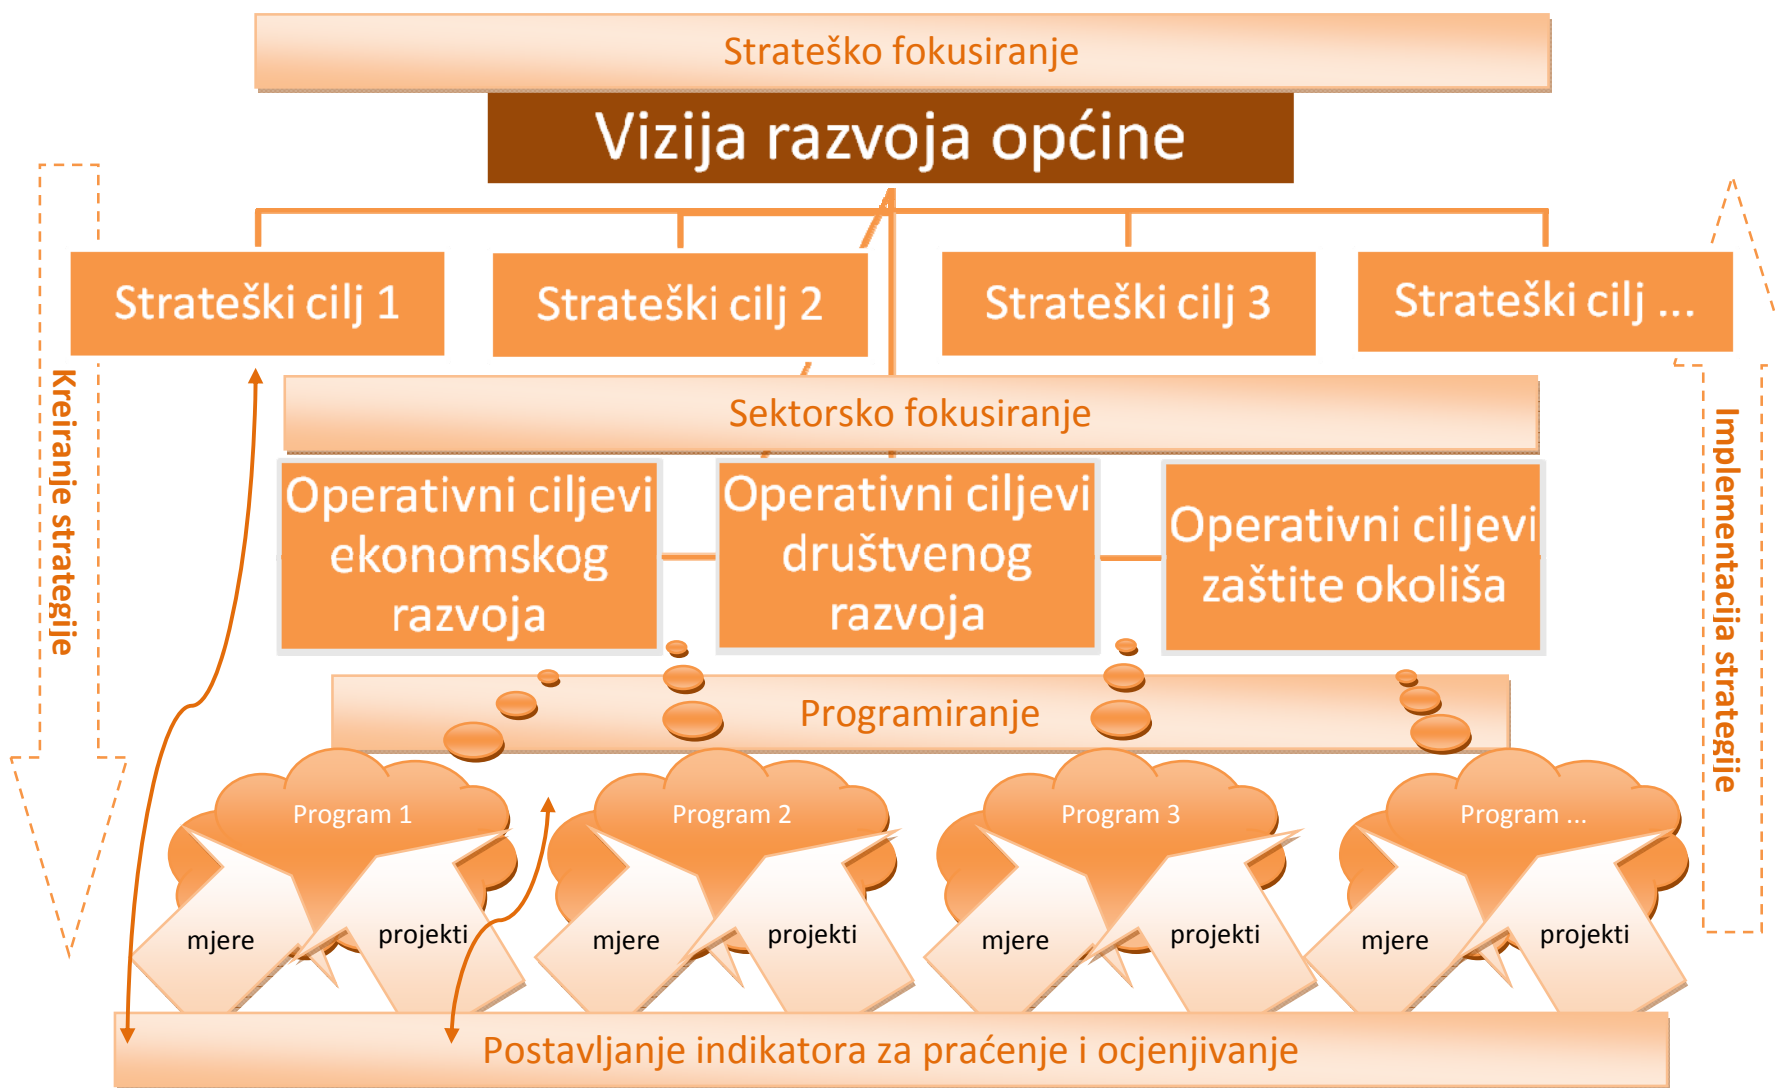 Strateško fokusiranje
Vizija razvoja općine
Strateški cilj 1
Strateški cilj 2
Strateški cilj 3
Strateški cilj ...
Kreiranje strategije
Implementacija strategije
Sektorsko fokusiranje
Operativni ciljevi
ekonomskog
razvoja
Operativni ciljevi
društvenog
razvoja
Operativni ciljevi
zaštite okoliša
Programiranje
Program 1
Program 2
Program 3
Program ...
mjere
projekti
mjere
projekti
mjere
projekti
mjere
projekti
Postavljanje indikatora za praćenje i ocjenjivanje